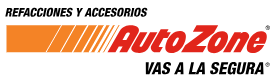 REFACCIONES Y ACCESORIOS
AutoZone®
VAS A LA SEGURA®